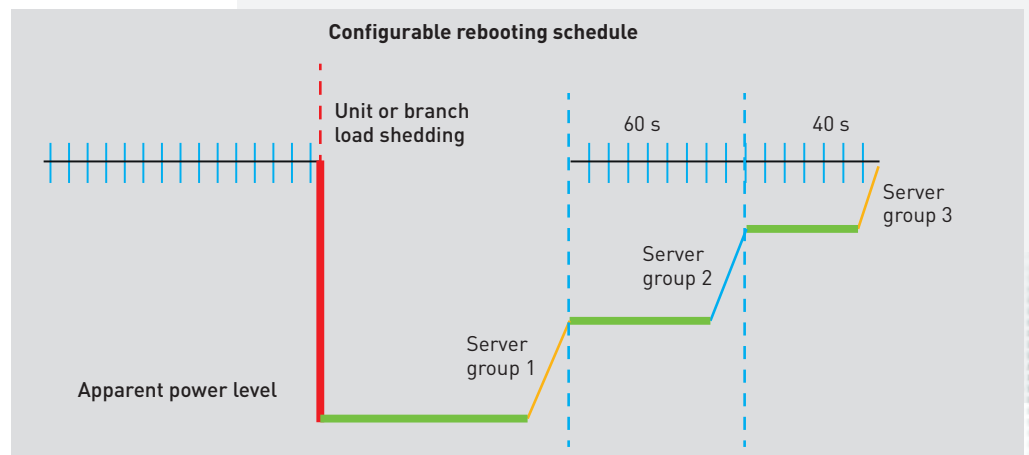 Configurable rebooting schedule
Unit or branch
load shedding
60 s
40 s
Server
group 3
Server
group 2
Server
group 1
Apparent power level